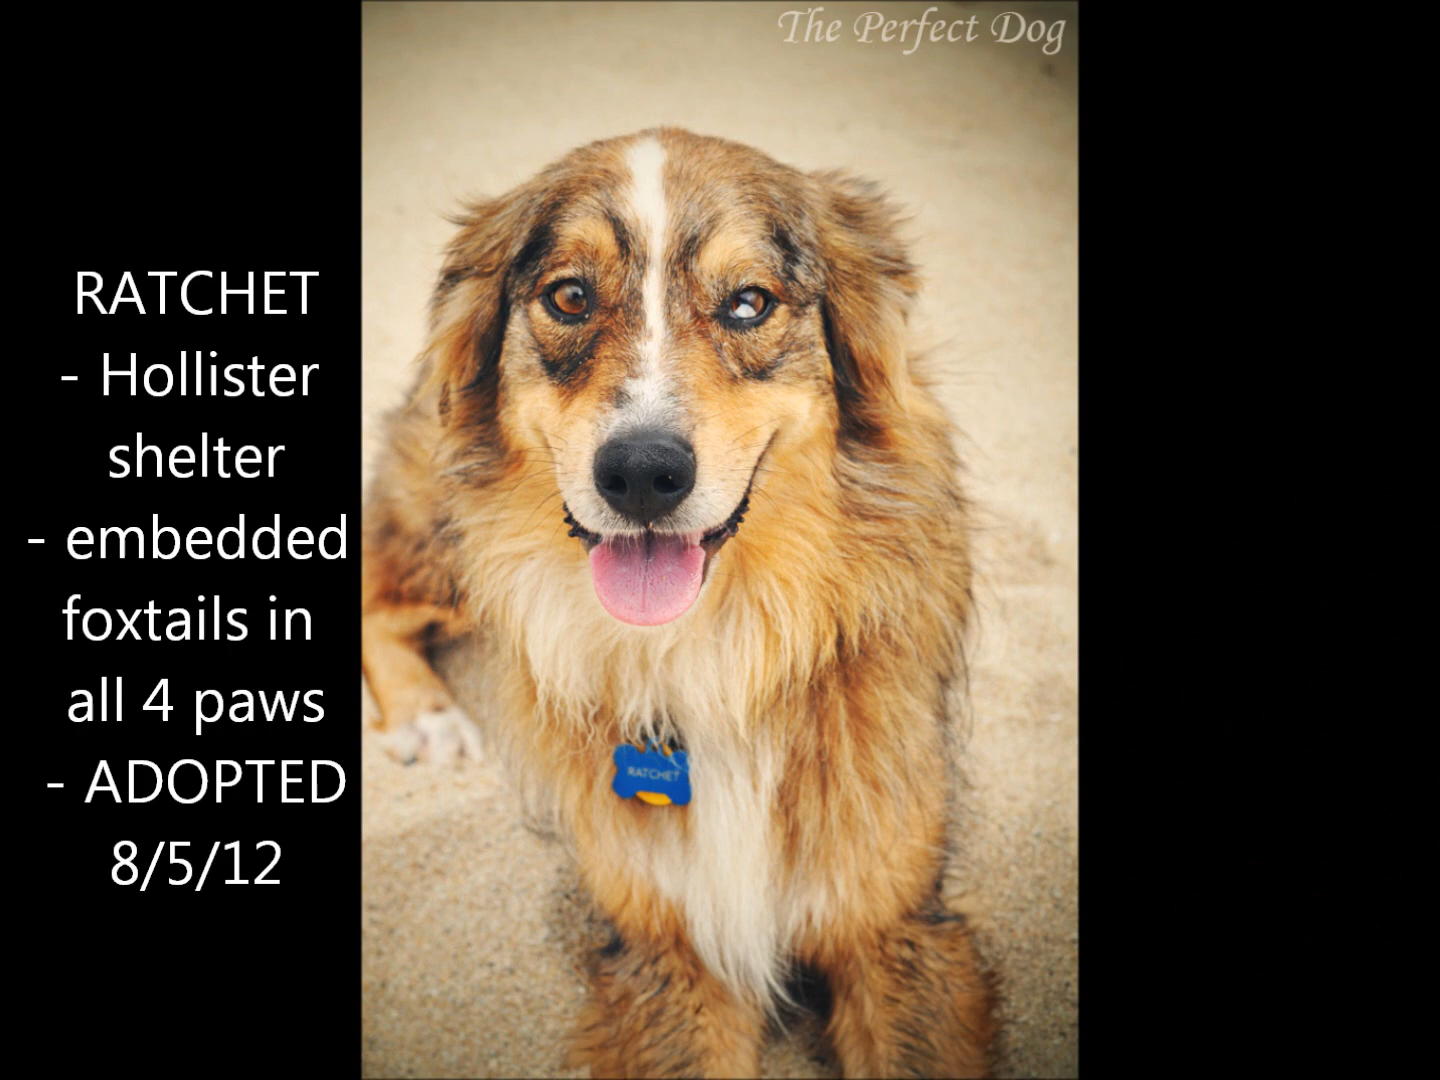 The Perfect Dog
RATCHET
- Hollister
shelter
- embedded
foxtails in
all 4 paws
- ADOPTED
8/5/12
RATCHET